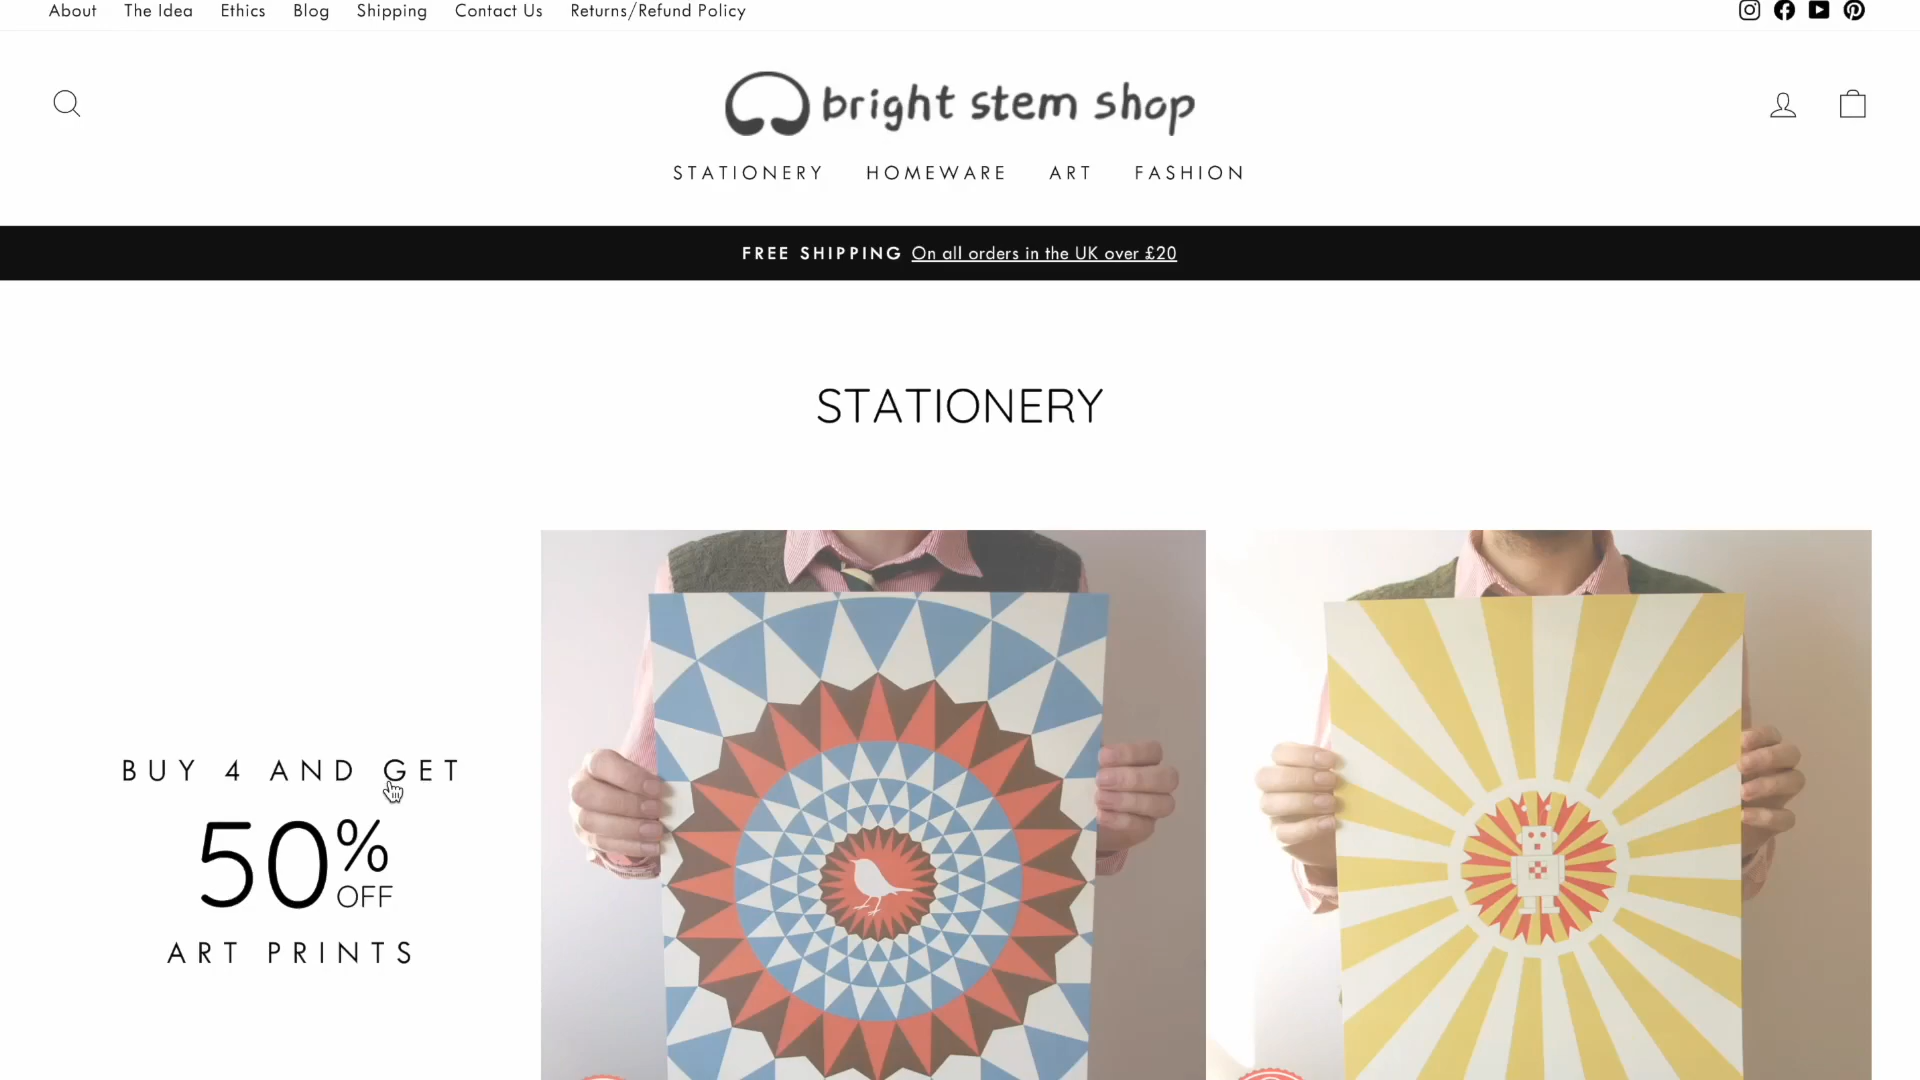 About The Idea Ethics Blog Shipping Contact Us Returns/Refund Policy
bright stem shop
STATIONERY HOMEWARE ART FASHION
FREE SHIPPING On all orders in the UK over £20
STATIONERY
BUY 4 AND GET
50%
OFF
ART PRINTS